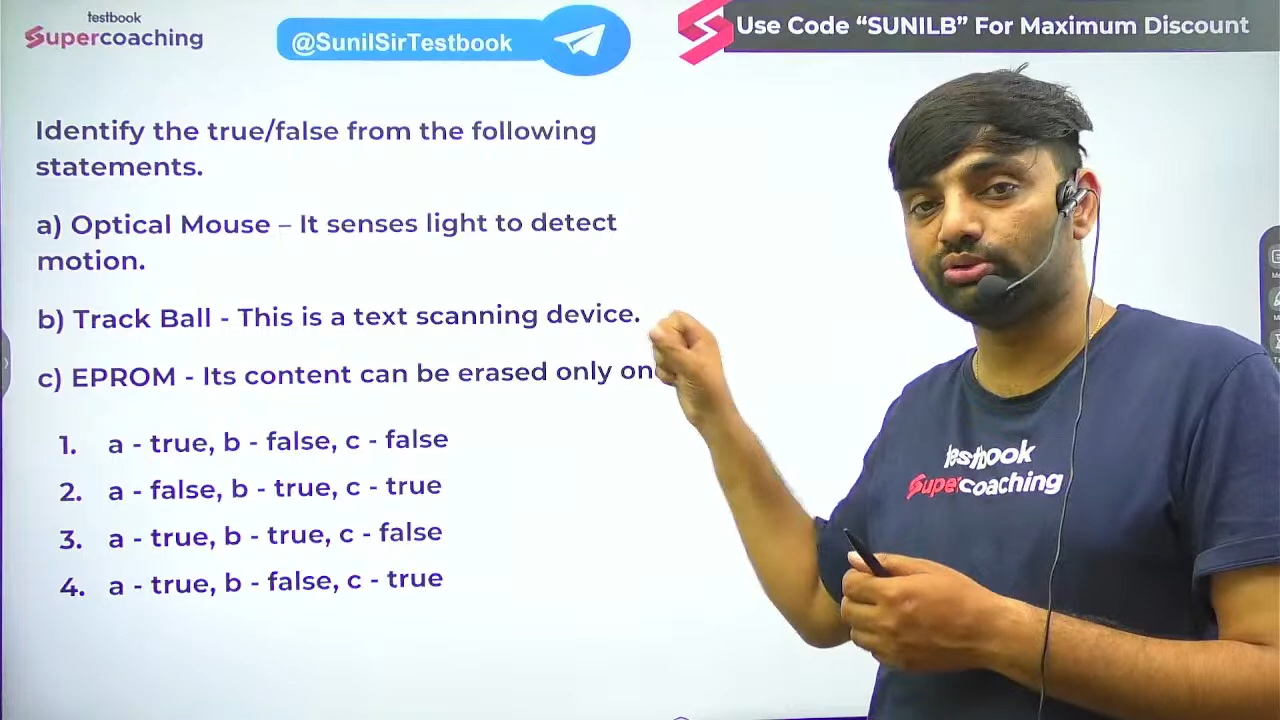 testbook
Supercoaching
@SunilSirTestbook
Use Code “SUNILB” For Maximum Discount
Identify the true/false from the following
statements.
a) Optical Mouse – It senses light to detect
motion.
b) Track Ball - This is a text scanning device.
c) EPROM - Its content can be erased only
1. a - true, b - false, c - false
2. a - false, b - true, c - true
3. a - true, b - true, c - false
4. a - true, b - false, c - true
testbook
Supercoaching